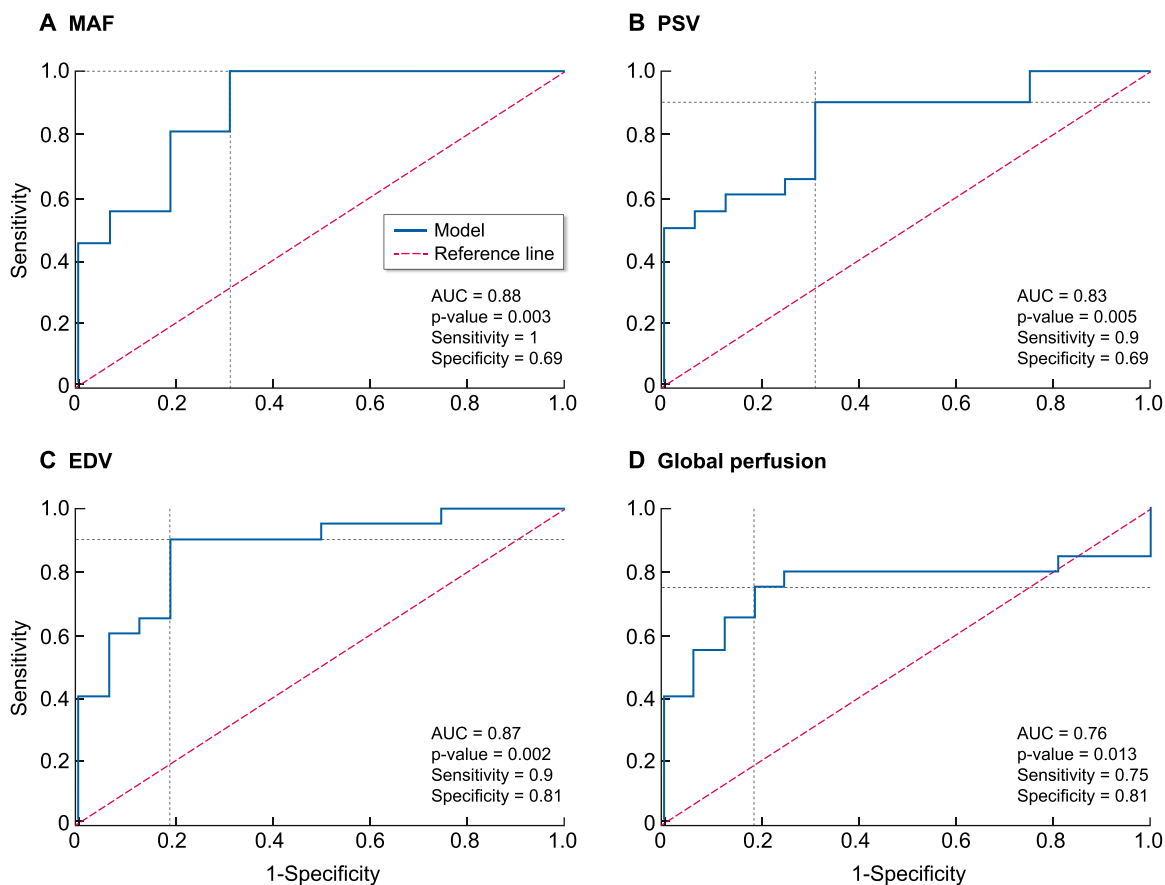 A MAF
1.0
0.8
0.6
0.4
0.2
0
Sensitivity
Model
Reference line
AUC = 0.88
p-value = 0.003
Sensitivity = 1
Specificity = 0.69
0 0.2 0.4 0.6 0.8 1.0
B PSV
1.0
0.8
0.6
0.4
0.2
0
AUC = 0.83
p-value = 0.005
Sensitivity = 0.9
Specificity = 0.69
0 0.2 0.4 0.6 0.8 1.0
C EDV
1.0
0.8
0.6
0.4
0.2
0
Sensitivity
AUC = 0.87
p-value = 0.002
Sensitivity = 0.9
Specificity = 0.81
0 0.2 0.4 0.6 0.8 1.0
1-Specificity
D Global perfusion
1.0
0.8
0.6
0.4
0.2
0
AUC = 0.76
p-value = 0.013
Sensitivity = 0.75
Specificity = 0.81
0 0.2 0.4 0.6 0.8 1.0
1-Specificity